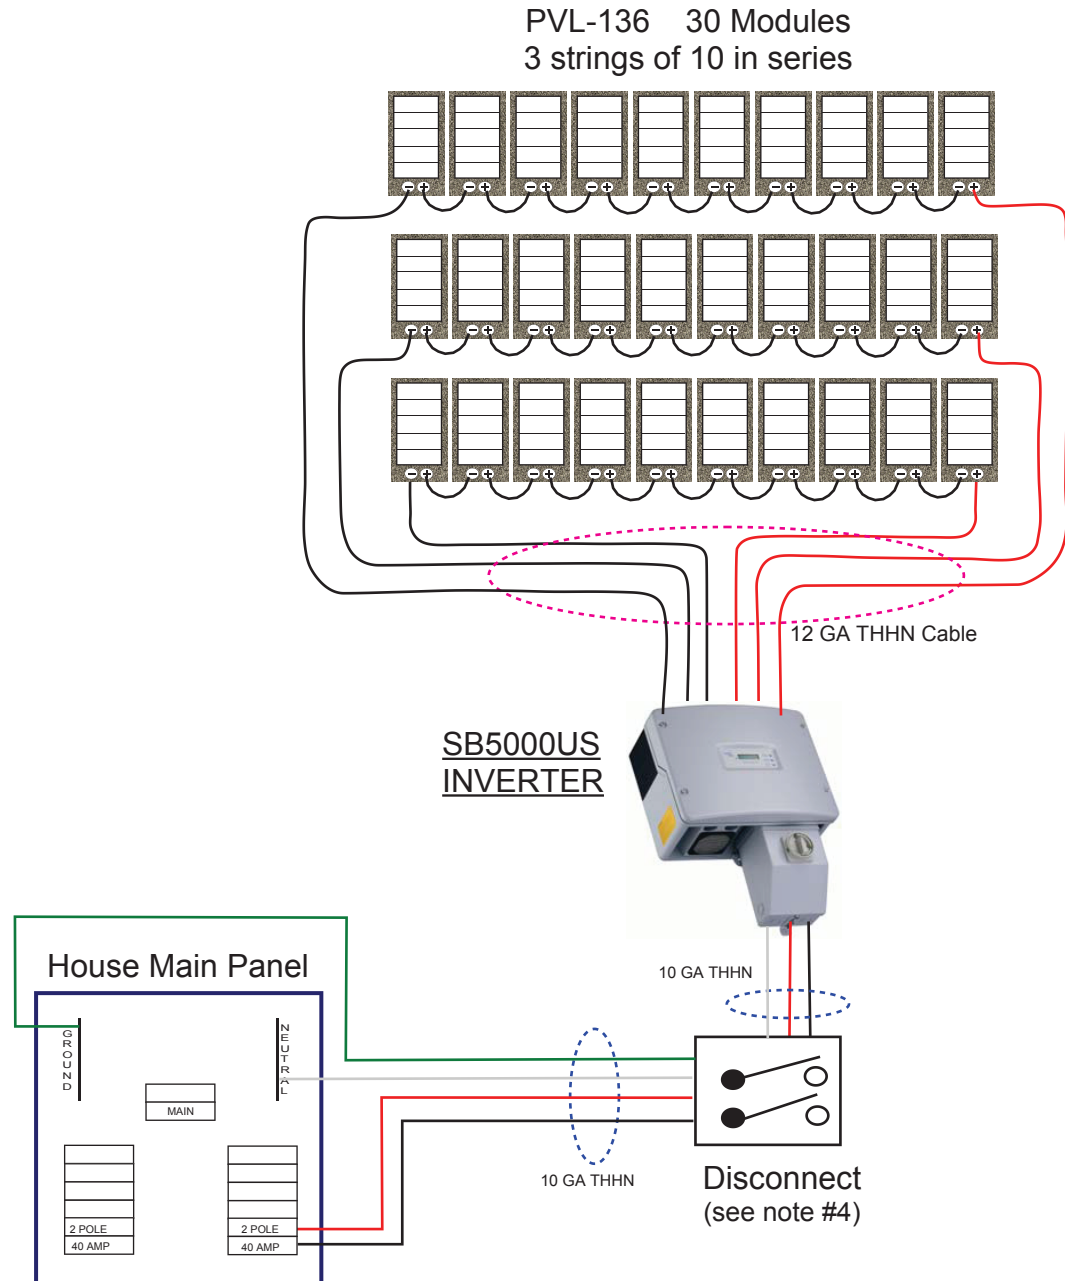 PVL-136 30 Modules
3 strings of 10 in series
12 GA THHN Cable
SB5000US
INVERTER
10 GA THHN
House Main Panel
GROUND
NEUTRAL
MAIN
2 POLE
40 AMP
2 POLE
40 AMP
10 GA THHN
Disconnect
(see note #4)